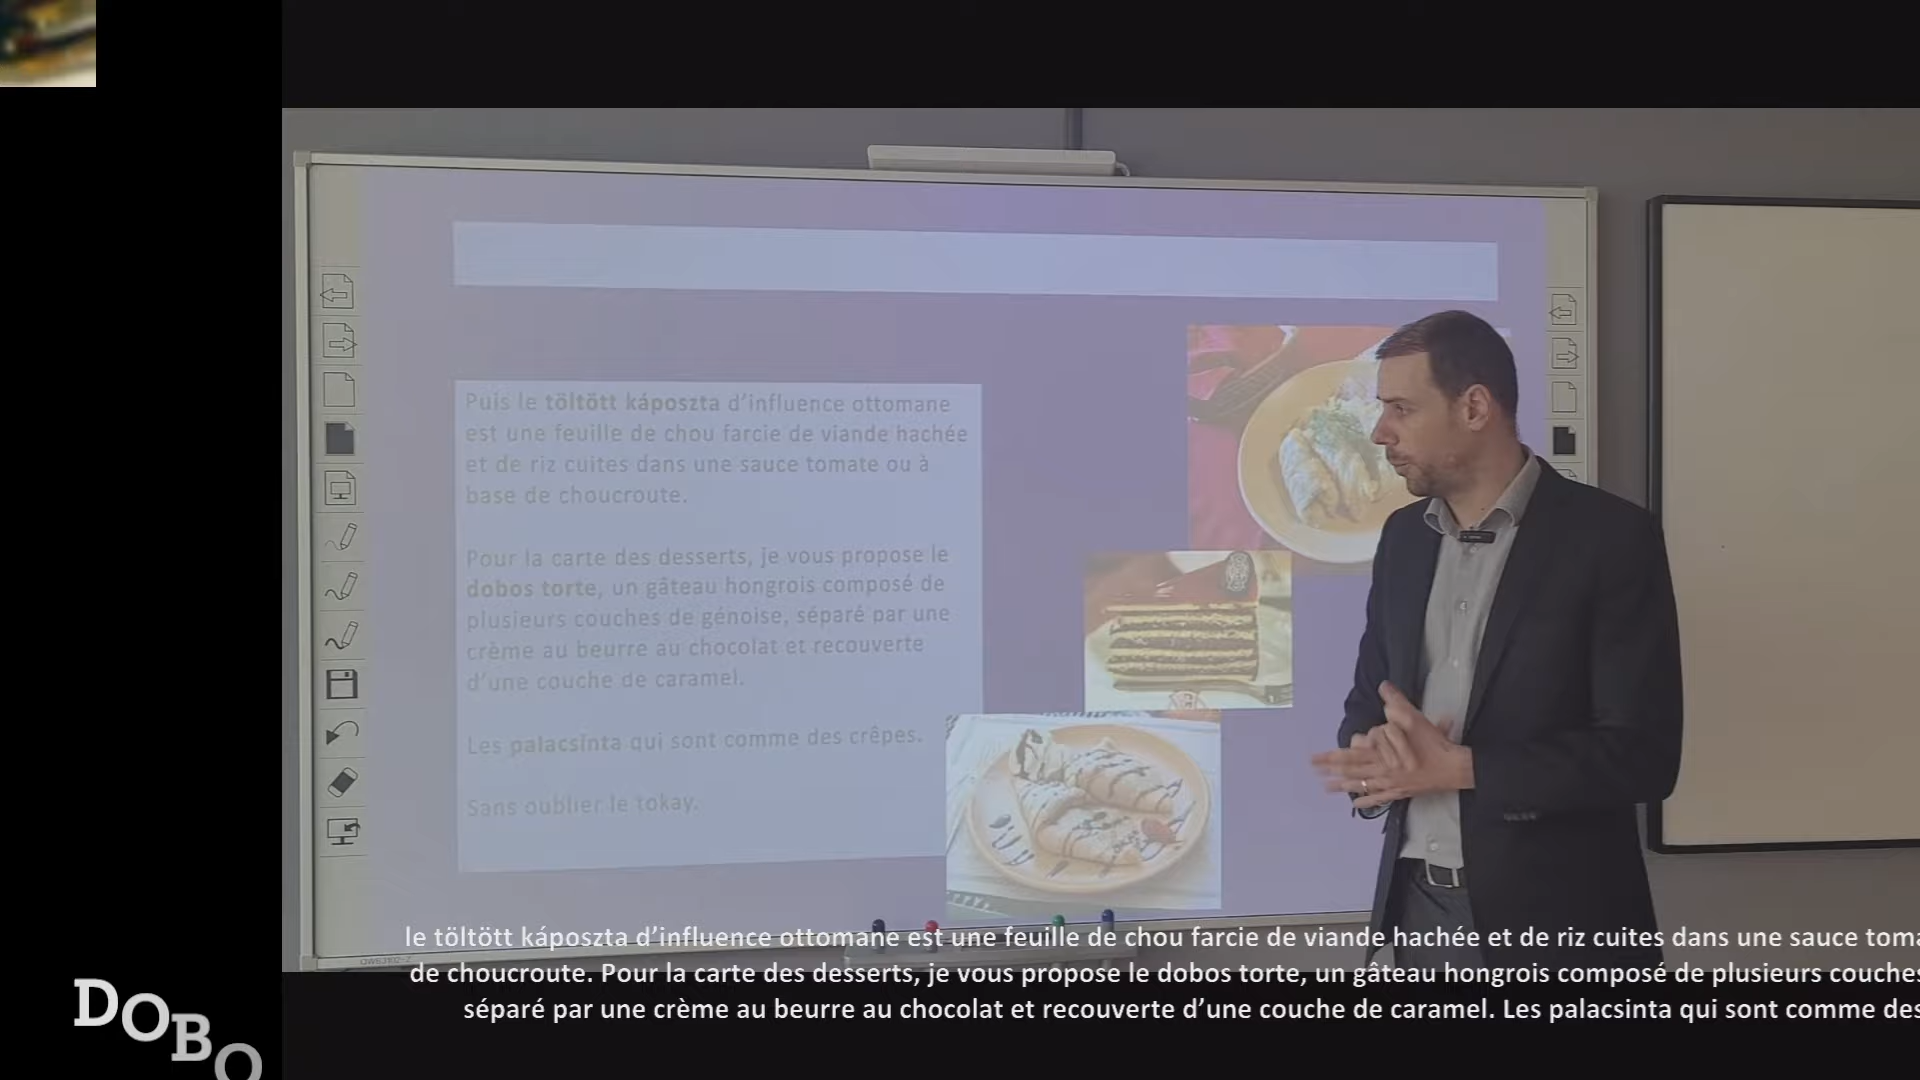 Puis le töltött káposzta d’influence ottomane
est une feuille de chou farcie de viande hachée
et de riz cuites dans une sauce tomate ou à
base de choucroute.
Pour la carte des desserts, je vous propose le
dobos torte, un gâteau hongrois composé de
plusieurs couches de génoise, séparé par une
crème au beurre au chocolat et recouverte
d’une couche de caramel.
Les palacsinta qui sont comme des crêpes.
Sans oublier le tokay.
le töltött káposzta d’influence ottomane est une feuille de chou farcie de viande hachée et de riz cuites dans une sauce
de choucroute. Pour la carte des desserts, je vous propose le dobos torte, un gâteau hongrois composé de plusieurs couches
séparé par une crème au beurre au chocolat et recouverte d’une couche de caramel. Les palacsinta qui sont comme des
DOBO